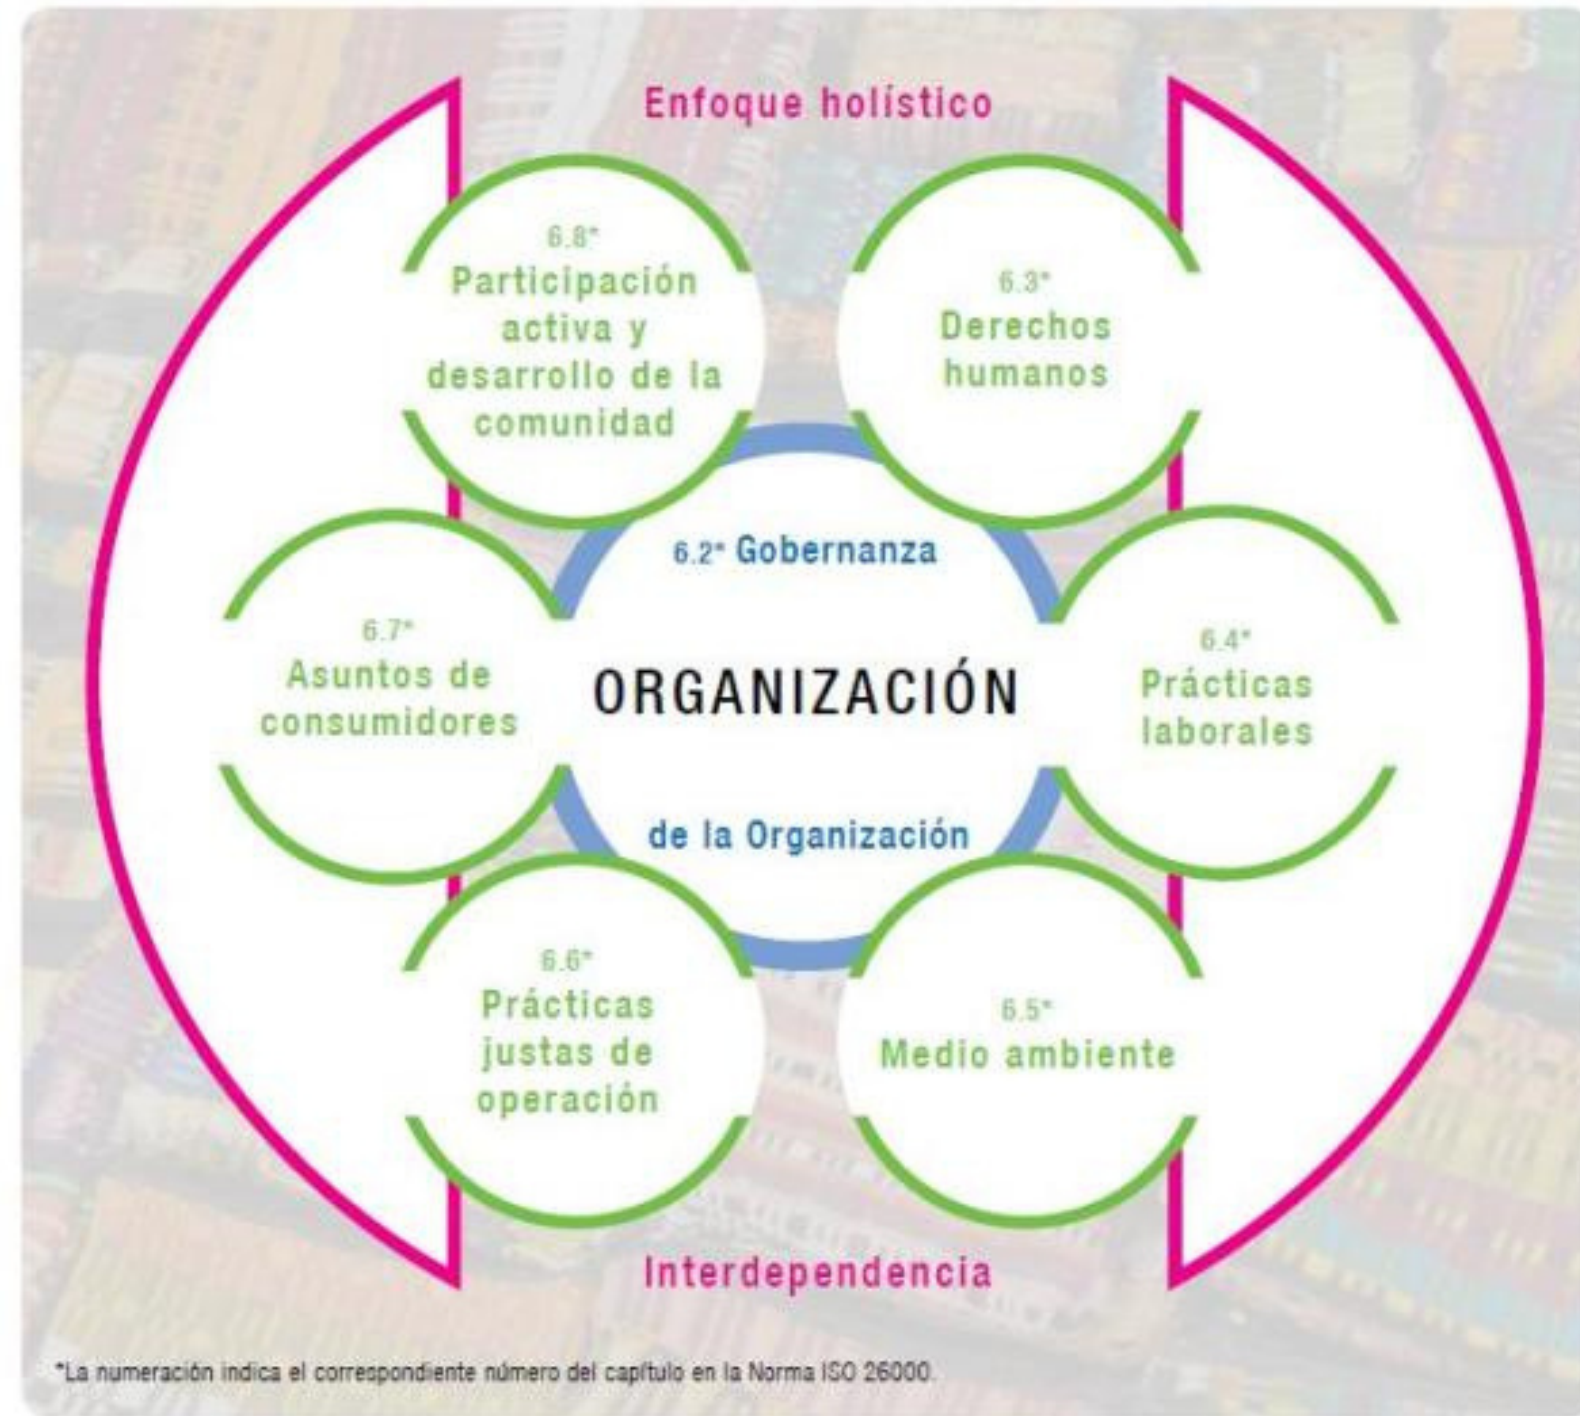 Enfoque holístico
6.8*
Participación
activa y
desarrollo de la
comunidad
6.3*
Derechos
humanos
6.2* Gobernanza
6.7*
Asuntos de
consumidores
ORGANIZACIÓN
6.4*
Prácticas
laborales
de la Organización
6.6*
Prácticas
justas de
operación
6.5*
Medio ambiente
Interdependencia
*La numeración indica el correspondiente número del capítulo en la Norma ISO 26000.